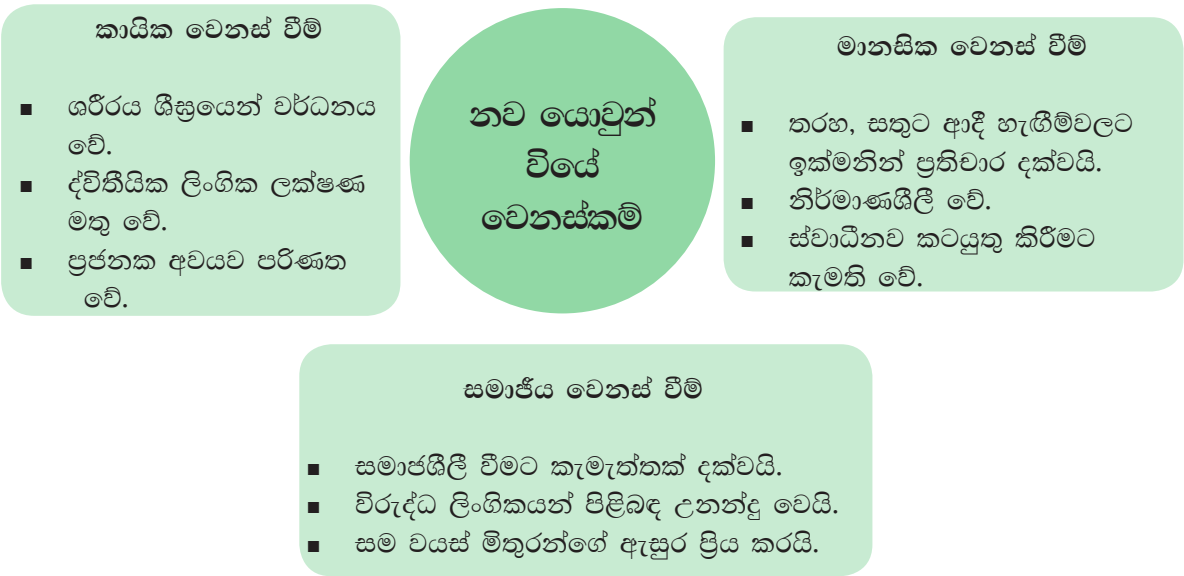 කායික වෙනස් වීම්
■ ශරීරය ශීඝ්‍රයෙන් වර්ධනය
වේ.
■ ද්විතීයික ලිංගික ලක්ෂණ
මතු වේ.
■ ප්‍රජනක අවයව පරිණත
වේ.
නව යොවුන්
වියේ
වෙනස්කම්
මානසික වෙනස් වීම්
■ තරහ, සතුට ආදී හැඟීම්වලට
ඉක්මනින් ප්‍රතිචාර දක්වයි.
■ නිර්මාණශීලී වේ.
■ ස්වාධීනව කටයුතු කිරීමට
කැමති වේ.
සමාජීය වෙනස් වීම්
■ සමාජශීලී වීමට කැමැත්තක් දක්වයි.
■ විරුද්ධ ලිංගිකයන් පිළිබඳ උනන්දු වෙයි.
■ සම වයස් මිතුරන්ගේ ඇසුර ප්‍රිය කරයි.